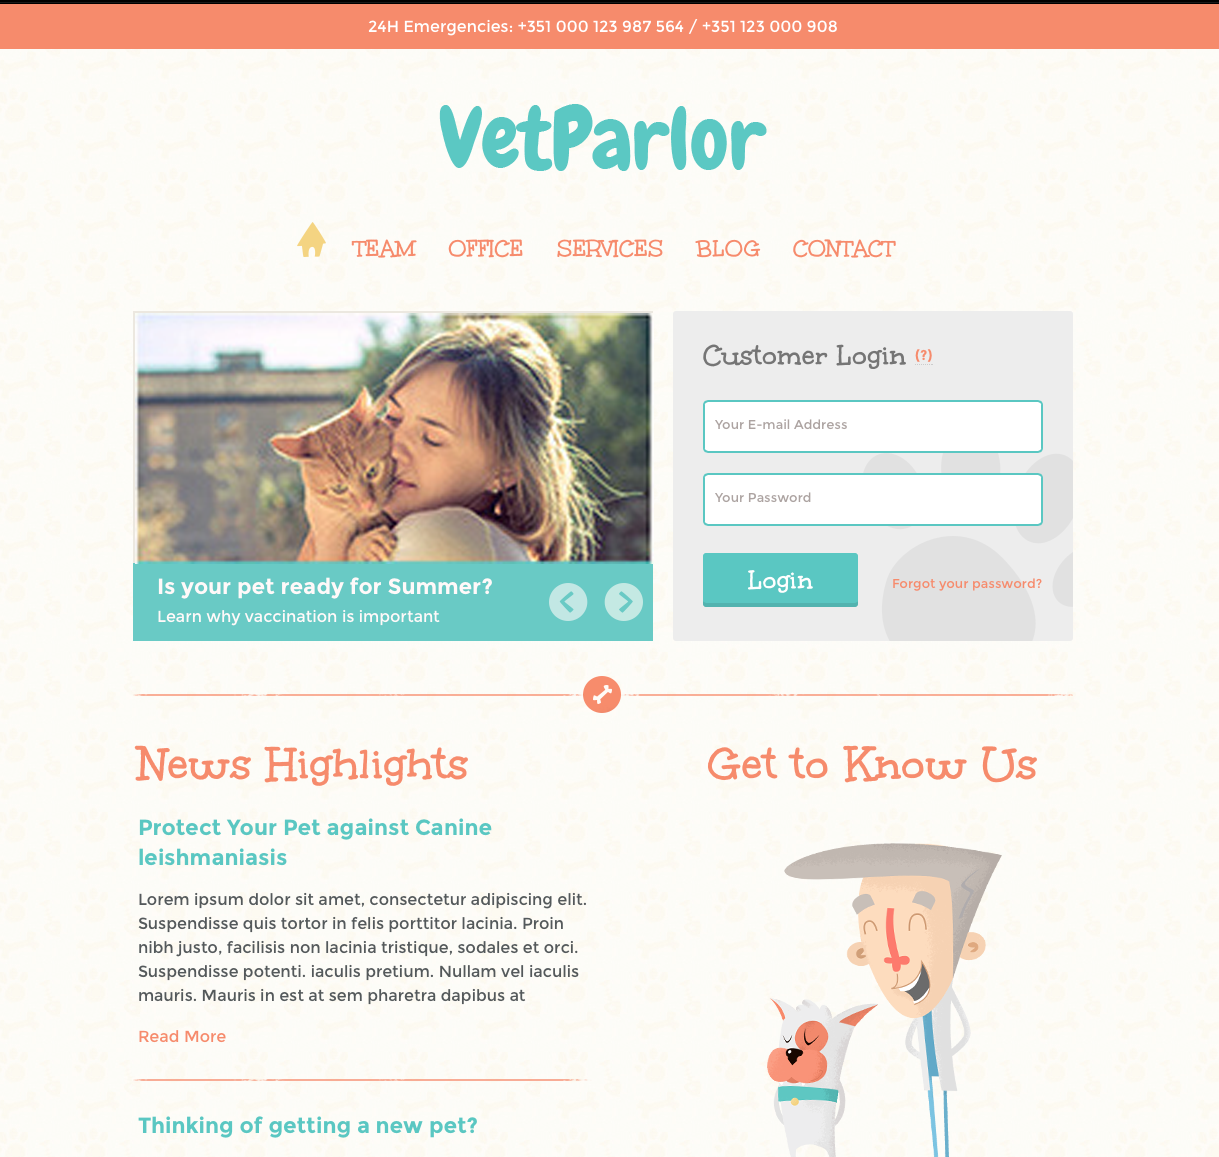 24H Emergencies: +351 000 123 987 564 / +351 123 000 908
VetParlor
TEAM OFFICE SERVICES BLOG CONTACT
Is your pet ready for Summer?
Learn why vaccination is important
Customer Login (?)
Your E-mail Address
Your Password
Login
Forgot your password?
News Highlights
Protect Your Pet against Canine
leishmaniasis
Lorem ipsum dolor sit amet, consectetur adipiscing elit.
Suspendisse quis tortor in felis porttitor lacinia. Proin
nibh justo, facilisis non lacinia tristique, sodales et orci.
Suspendisse potenti. iaculis pretium. Nullam vel iaculis
mauris. Mauris in est at sem pharetra dapibus at
Read More
Thinking of getting a new pet?
Get to Know Us